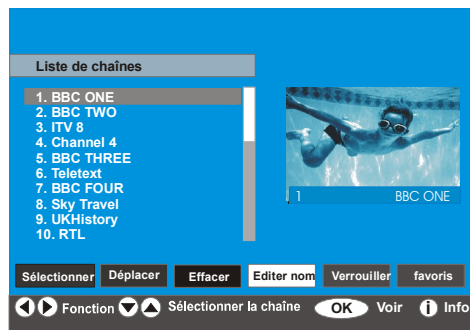 Liste de chaînes
1. BBC ONE
2. BBC TWO
3. ITV 8
4. Channel 4
5. BBC THREE
6. Teletext
7. BBC FOUR
8. Sky Travel
9. UKHistory
10. RTL
1 BBC ONE
Sélectionner Déplacer Effacer Editer nom Verrouiller favoris
Fonction Sélectionner la chaîne OK Voir i Info